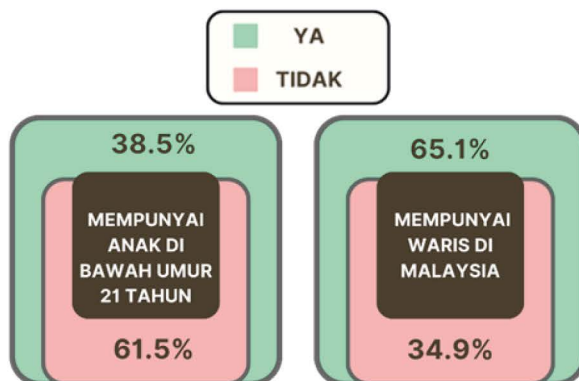 YA
TIDAK
38.5%
MEMPUNYAI
ANAK DI
BAWAH UMUR
21 TAHUN
61.5%
65.1%
MEMPUNYAI
WARIS DI
MALAYSIA
34.9%